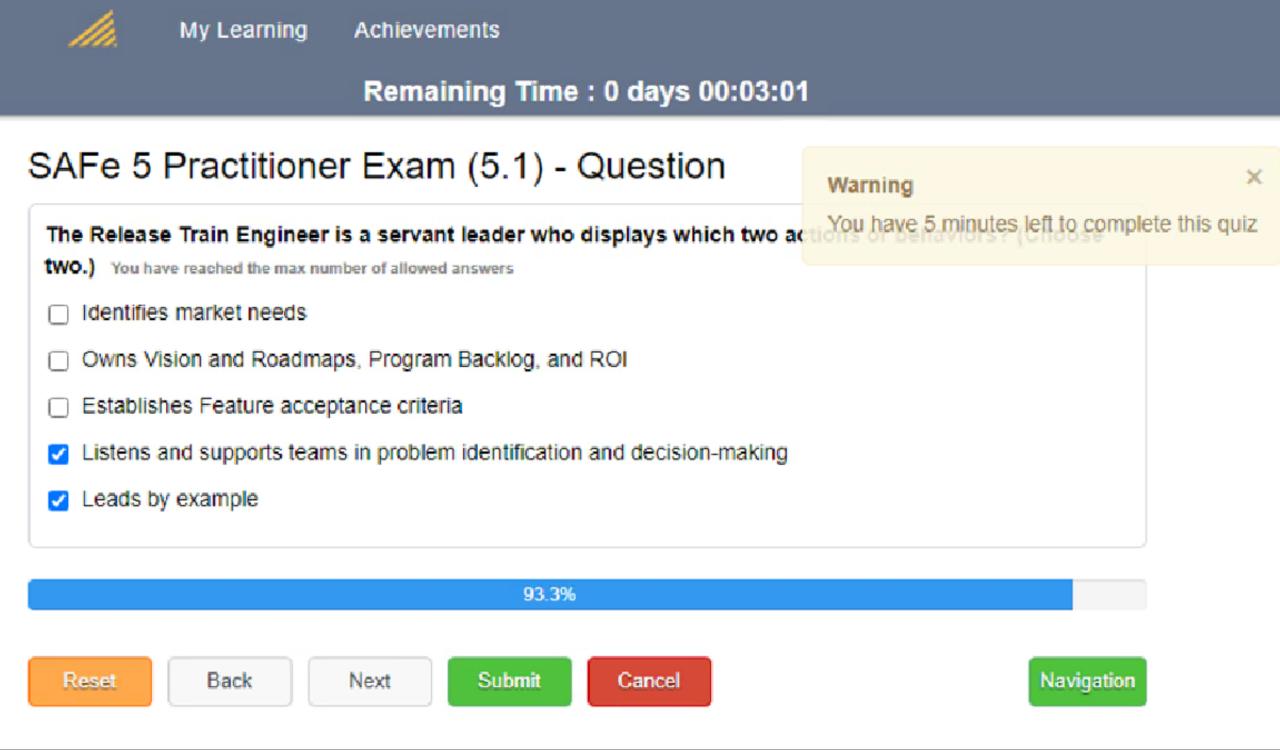 My Learning Achievements
Remaining Time : 0 days 00:03:01
SAFe 5 Practitioner Exam (5.1) - Question
Warning
You have 5 minutes left to complete this quiz
The Release Train Engineer is a servant leader who displays which two actions or behaviors? (Choose
two.) You have reached the max number of allowed answers
Identifies market needs
Owns Vision and Roadmaps, Program Backlog, and ROI
Establishes Feature acceptance criteria
Listens and supports teams in problem identification and decision-making
Leads by example
93.3%
Reset Back Next Submit Cancel Navigation